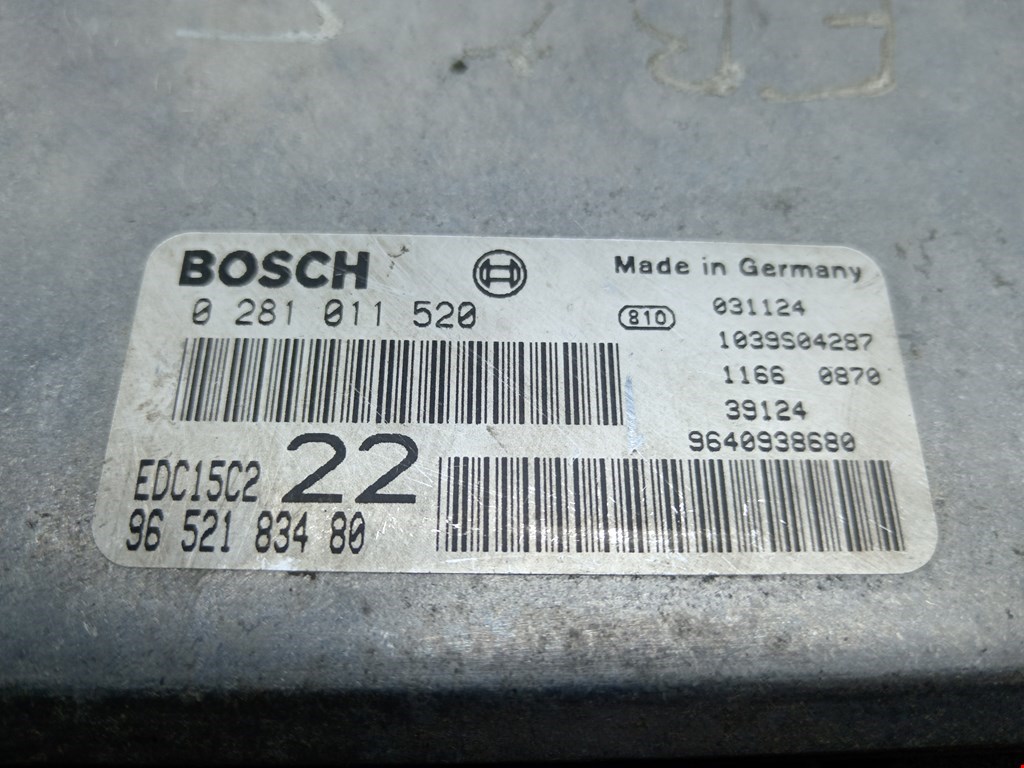 BOSCH
Made in Germany
0 281 011 520
810
031124
1039S04287
1166 0870
39124
9640938680
EDC15C2 22
96 521 834 80